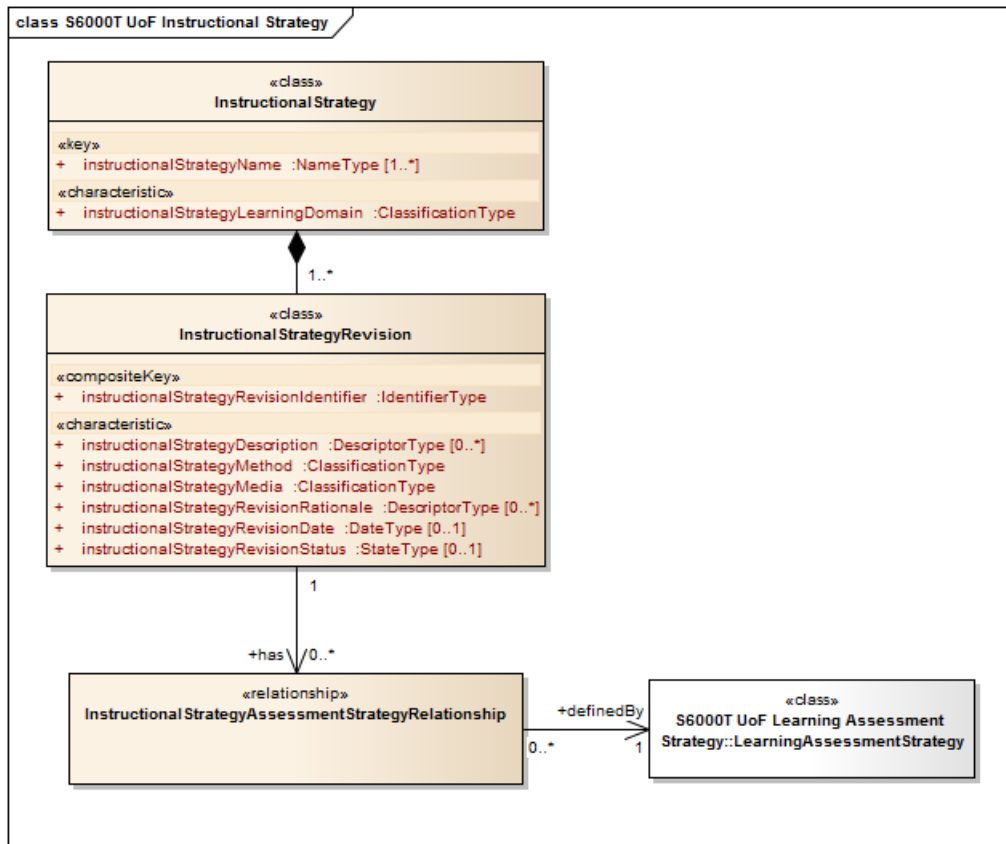 class S6000T UoF Instructional Strategy
«class»
InstructionalStrategy
«key»
+ instructionalStrategyName :NameType [1..*]
«characteristic»
+ instructionalStrategyLearningDomain :ClassificationType
1..*
«class»
InstructionalStrategyRevision
«compositeKey»
+ instructionalStrategyRevisionIdentifier :IdentifierType
«characteristic»
+ instructionalStrategyDescription :DescriptorType [0..*]
+ instructionalStrategyMethod :ClassificationType
+ instructionalStrategyMedia :ClassificationType
+ instructionalStrategyRevisionRationale :DescriptorType [0..*]
+ instructionalStrategyRevisionDate :DateType [0..1]
+ instructionalStrategyRevisionStatus :StateType [0..1]
1
+has 0..*
«relationship»
InstructionalStrategyAssessmentStrategyRelationship
+definedBy
0..* 1
«class»
S6000T UoF Learning Assessment
Strategy::LearningAssessmentStrategy